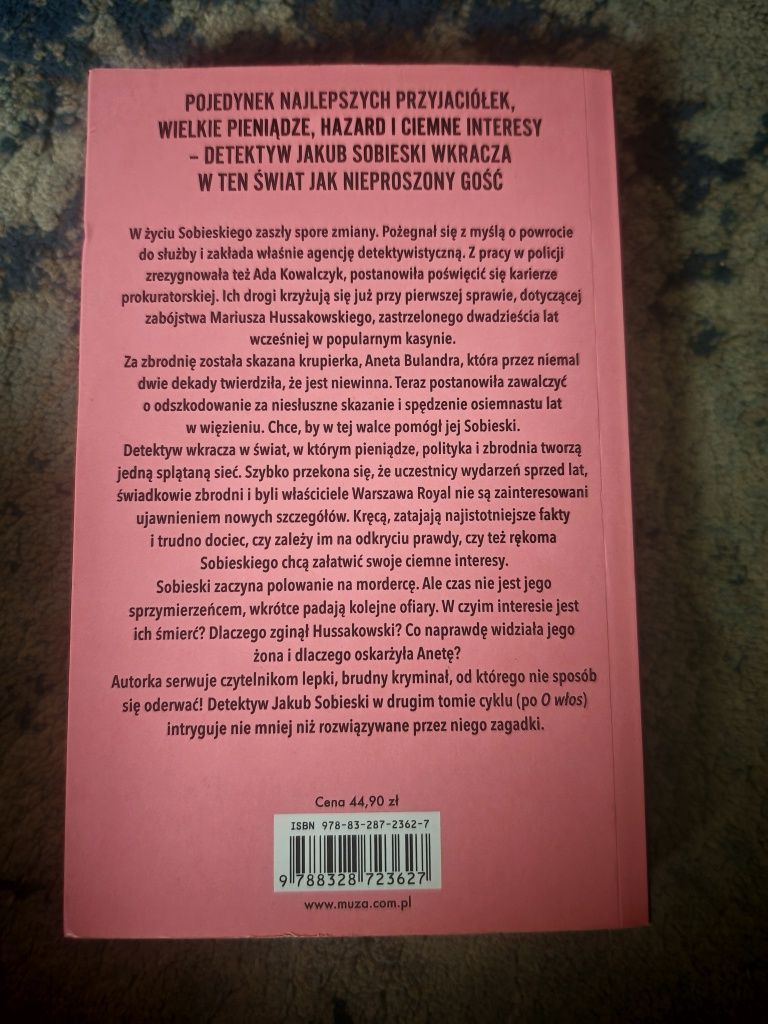 POJEDYNEK NAJLEPSZYCH PRZYJACIÓŁEK,
WIELKIE PIENIĄDZE, HAZARD I CIEMNE INTERESY
– DETEKTYW JAKUB SOBIESKI WKRACZA
W TEN ŚWIAT JAK NIEPROSZONY GOŚĆ
W życiu Sobieskiego zaszły spore zmiany. Pożegnał się z myślą o powrocie
do służby i zakłada właśnie agencję detektywistyczną. Z pracy w policji
zrezygnowała też Ada Kowalczyk, postanowiła poświęcić się karierze
prokuratorskiej. Ich drogi krzyżują się już przy pierwszej sprawie, dotyczącej
zabójstwa Mariusza Hussakowskiego, zastrzelonego dwadzieścia lat
wcześniej w popularnym kasynie.
Za zbrodnię została skazana krupierka, Aneta Bulandra, która przez niemal
dwie dekady twierdziła, że jest niewinna. Teraz postanowiła zawalczyć
o odszkodowanie za niesłuszne skazanie i spędzenie osiemnastu lat
w więzieniu. Chce, by w tej walce pomógł jej Sobieski.
Detektyw wkracza w świat, w którym pieniądze, polityka i zbrodnia tworzą
jedną splątaną sieć. Szybko przekona się, że uczestnicy wydarzeń sprzed lat,
świadkowie zbrodni i byli właściciele Warszawa Royal nie są zainteresowani
ujawnieniem nowych szczegółów. Kręcą, zatajają najistotniejsze fakty
i trudno dociec, czy zależy im na odkryciu prawdy, czy też rękoma
Sobieskiego chcą załatwić swoje ciemne interesy.
Sobieski zaczyna polowanie na mordercę. Ale czas nie jest jego
sprzymierzeńcem, wkrótce padają kolejne ofiary. W czyim interesie jest
ich śmierć? Dlaczego zginął Hussakowski? Co naprawdę widziała jego
żona i dlaczego oskarżyła Anetę?
Autorka serwuje czytelnikom lepki, brudny kryminał, od którego nie sposób
się oderwać! Detektyw Jakub Sobieski w drugim tomie cyklu (po O włos)
intryguje nie mniej niż rozwiązywane przez niego zagadki.
Cena 44,90 zł
ISBN 978-83-287-2362-7
9 788328 723627
www.muza.com.pl